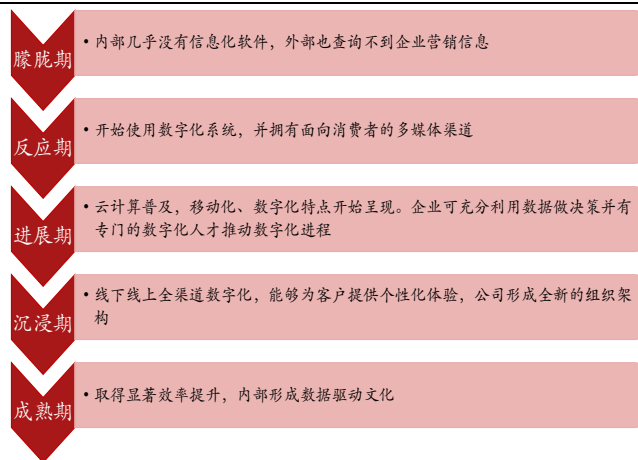 朦胧期
•内部几乎没有信息化软件，外部也查询不到企业营销信息
反应期
•开始使用数字化系统，并拥有面向消费者的多媒体渠道
进展期
•云计算普及，移动化、数字化特点开始呈现。企业可充分利用数据做决策并有
专门的数字化人才推动数字化进程
沉浸期
•线下线上全渠道数字化，能够为客户提供个性化体验，公司形成全新的组织架
构
成熟期
•取得显著效率提升，内部形成数据驱动文化